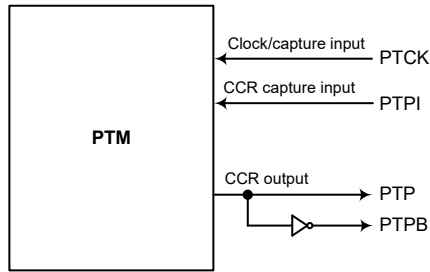 Clock/capture input
PTCK
CCR capture input
PTPI
PTM
CCR output
PTP
PTPB